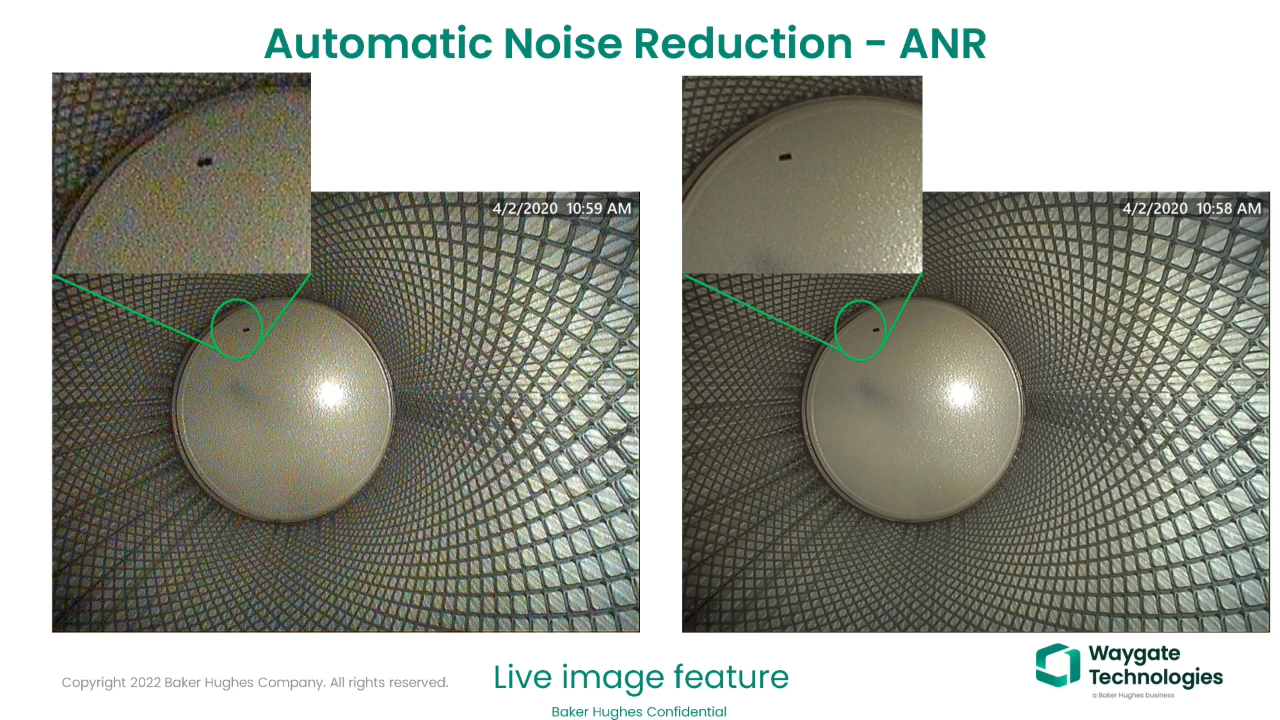 Automatic Noise Reduction - ANR
4/2/2020 10:59 AM
4/2/2020 10:58 AM
Copyright 2022 Baker Hughes Company. All rights reserved.
Live image feature
Baker Hughes Confidential
Waygate
Technologies
a Baker Hughes business